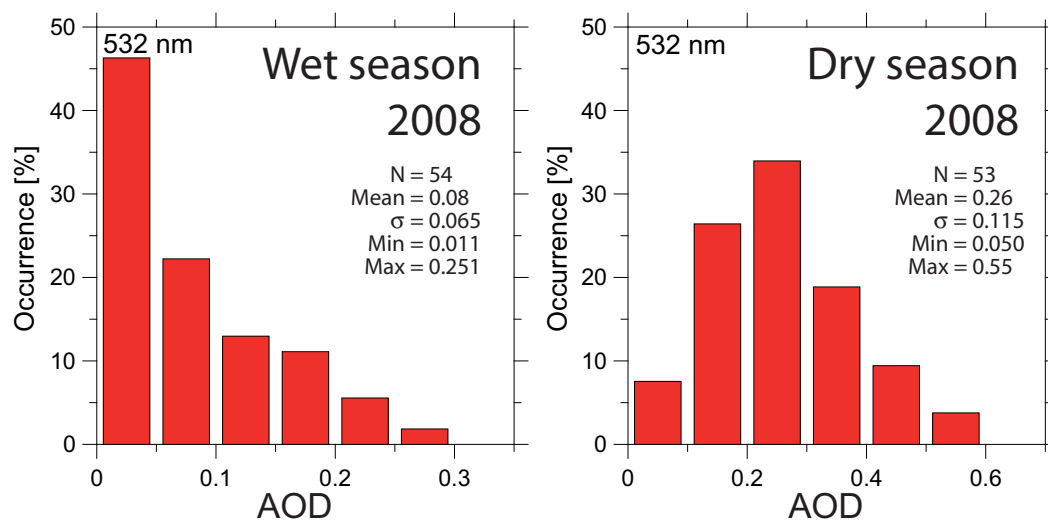 532 nm
Wet season
2008
N = 54
Mean = 0.08
σ = 0.065
Min = 0.011
Max = 0.251
Occurrence [%]
50
40
30
20
10
0
0 0.1 0.2 0.3
AOD
532 nm
Dry season
2008
N = 53
Mean = 0.26
σ = 0.115
Min = 0.050
Max = 0.55
Occurrence [%]
50
40
30
20
10
0
0 0.2 0.4 0.6
AOD